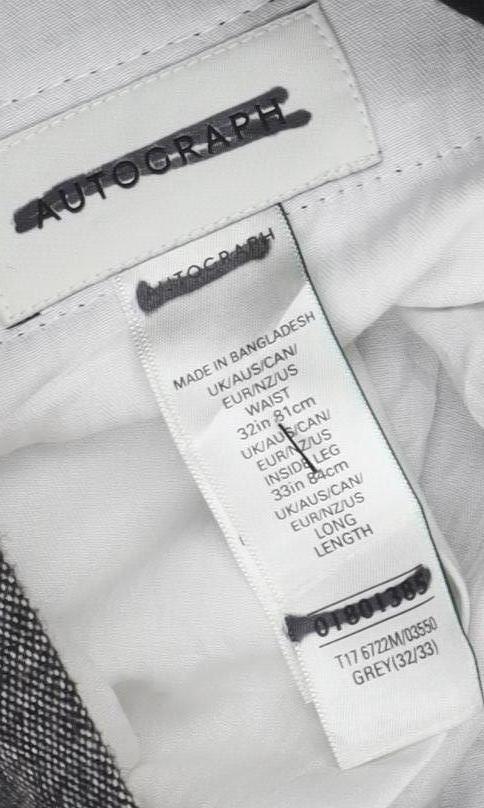 AUTOGRAPH
AUTOGRAPH
MADE IN BANGLADESH
UK/AUS/CAN/
EUR/NZ/US
WAIST
32in 81cm
UK/AUS/CAN/
EUR/NZ/US
INSIDE LEG
33in 84cm
UK/AUS/CAN/
EUR/NZ/US
LONG
LENGTH
01801385
T17 6722M/03550
GREY(32/33)